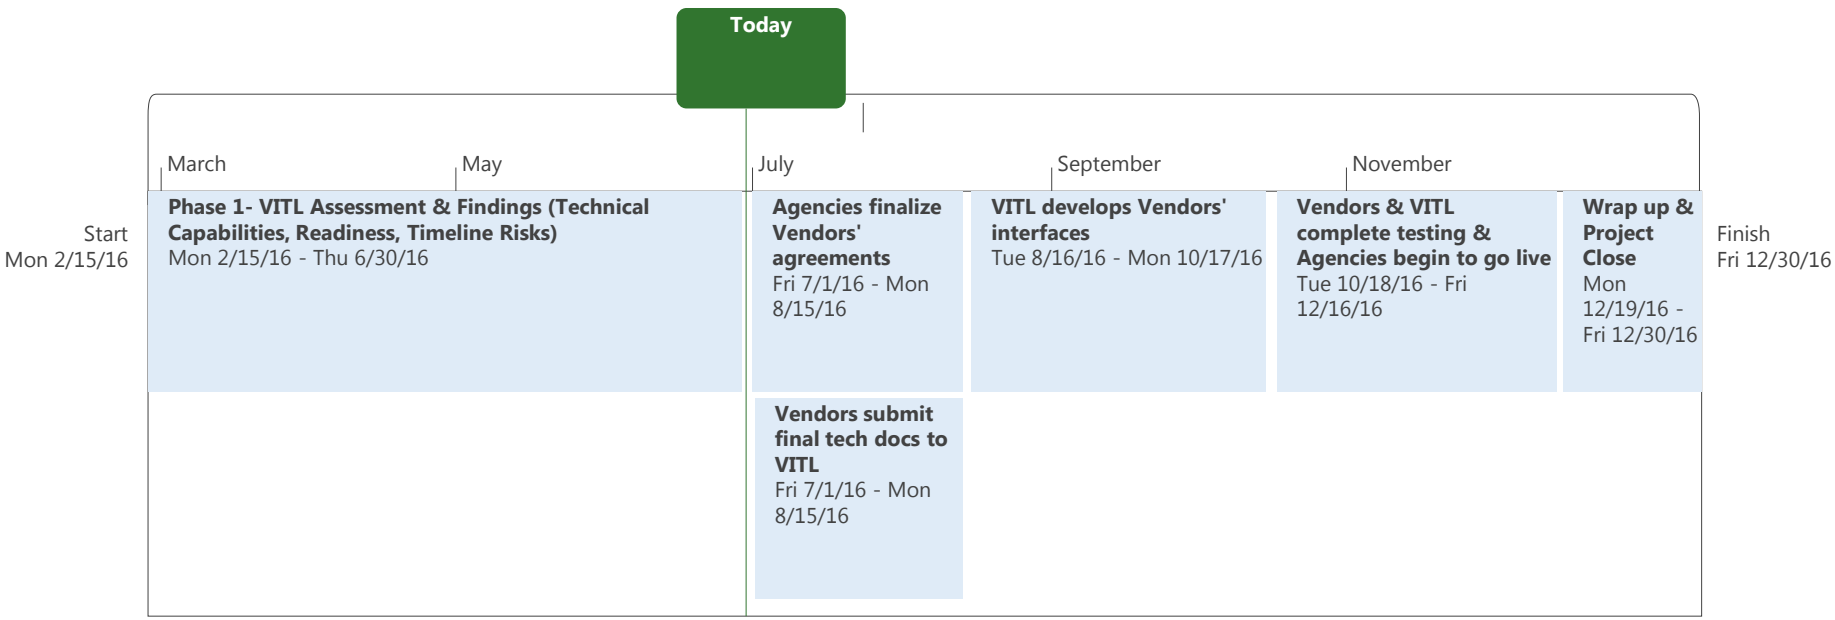 Today
March
May
July
September
November
Start
Mon 2/15/16
Phase 1- VITL Assessment & Findings (Technical
Capabilities, Readiness, Timeline Risks)
Mon 2/15/16 - Thu 6/30/16
Agencies finalize
Vendors'
agreements
Fri 7/1/16 - Mon
8/15/16
VITL develops Vendors'
interfaces
Tue 8/16/16 - Mon 10/17/16
Vendors & VITL
complete testing &
Agencies begin to go live
Tue 10/18/16 - Fri
12/16/16
Wrap up &
Project
Close
Mon
12/19/16 -
Fri 12/30/16
Finish
Fri 12/30/16
Vendors submit
final tech docs to
VITL
Fri 7/1/16 - Mon
8/15/16